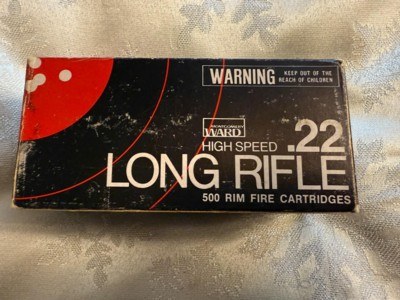 WARNING
KEEP OUT OF THE
REACH OF CHILDREN
MONTGOMERY
WARD
HIGH SPEED .22
LONG RIFLE
500 RIM FIRE CARTRIDGES